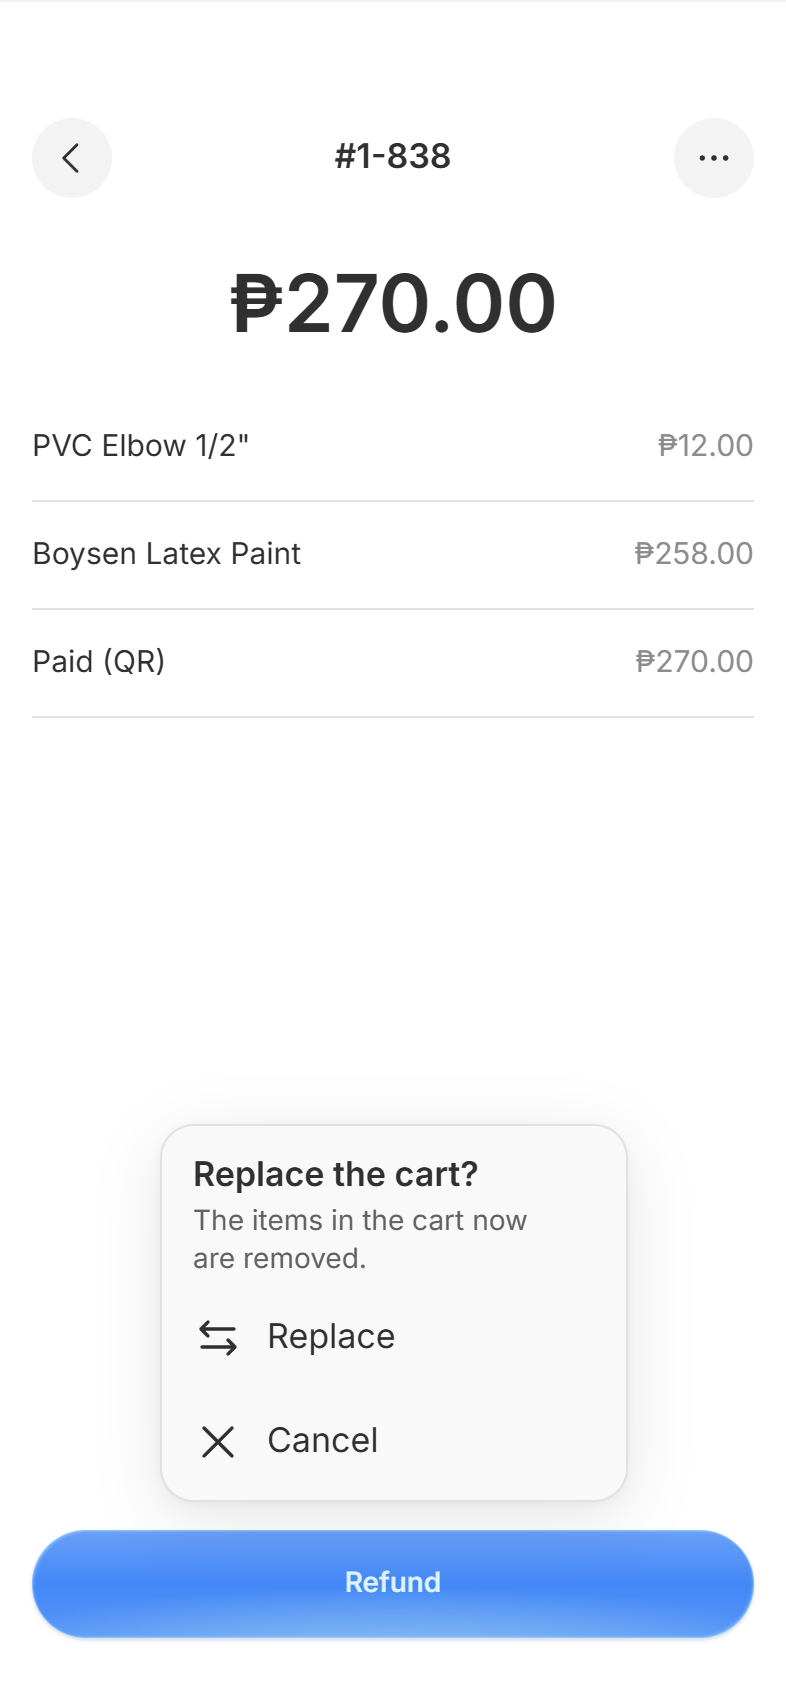 #1-838
₱270.00
PVC Elbow 1/2"
₱12.00
Boysen Latex Paint
₱258.00
Paid (QR)
₱270.00
Replace the cart?
The items in the cart now
are removed.
Replace
Cancel
Refund